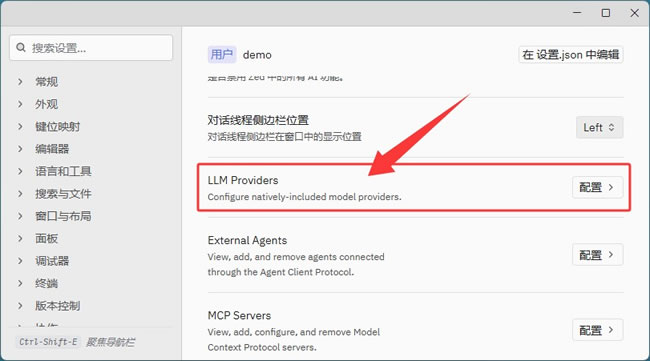 搜索设置…
常规
外观
键位映射
编辑器
语言和工具
搜索与文件
窗口与布局
面板
调试器
终端
版本控制
协作
Ctrl-Shift-E 聚焦导航栏
用户 demo
在 设置.json 中编辑
是否禁用 Zed 中的所有 AI 功能。
对话线程侧边栏位置
对话线程侧边栏在窗口中的显示位置
Left
LLM Providers
Configure natively-included model providers.
配置
External Agents
View, add, and remove agents connected
through the Agent Client Protocol.
配置
MCP Servers
View, add, configure, and remove Model
Context Protocol servers.
配置